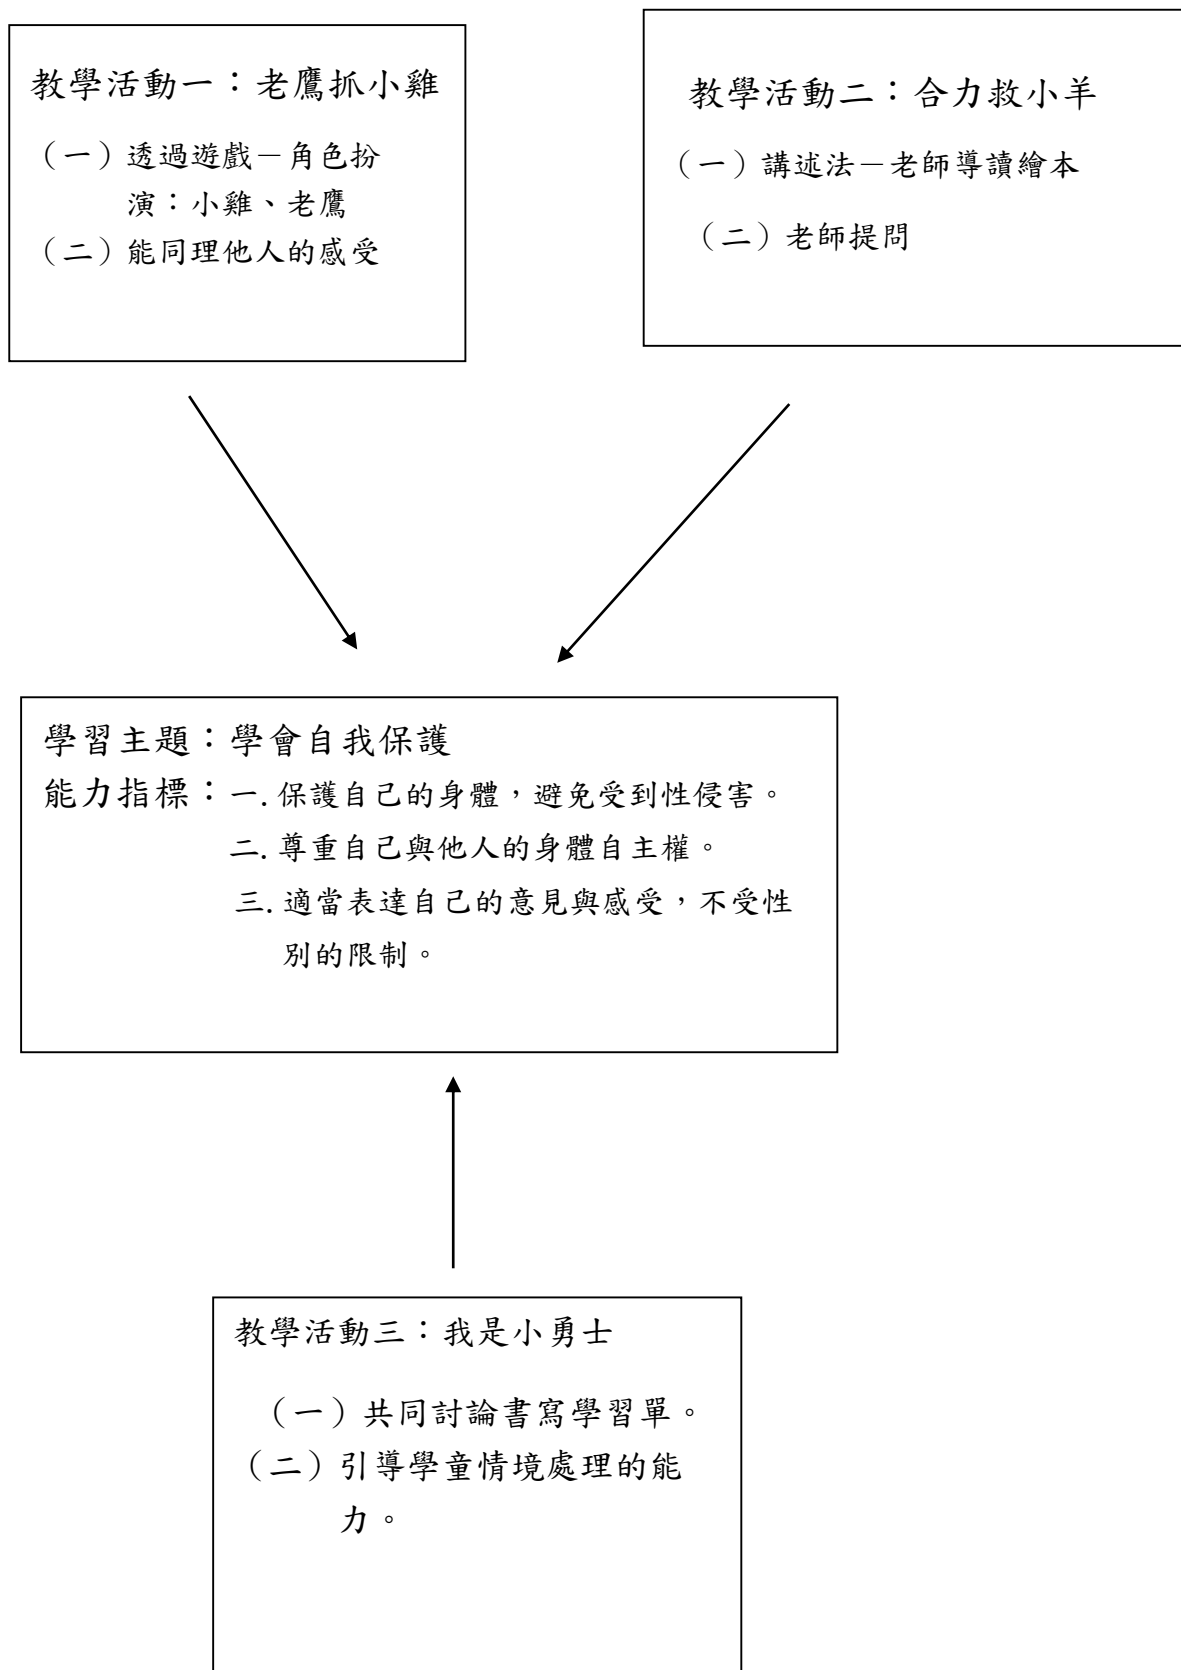 教學活動一：老鷹抓小雞
（一）透過遊戲－角色扮
演：小雞、老鷹
（二）能同理他人的感受
教學活動二：合力救小羊
（一）講述法－老師導讀繪本
（二）老師提問
學習主題：學會自我保護
能力指標：一.保護自己的身體，避免受到性侵害。
二.尊重自己與他人的身體自主權。
三.適當表達自己的意見與感受，不受性
別的限制。
教學活動三：我是小勇士
（一）共同討論書寫學習單。
（二）引導學童情境處理的能
力。